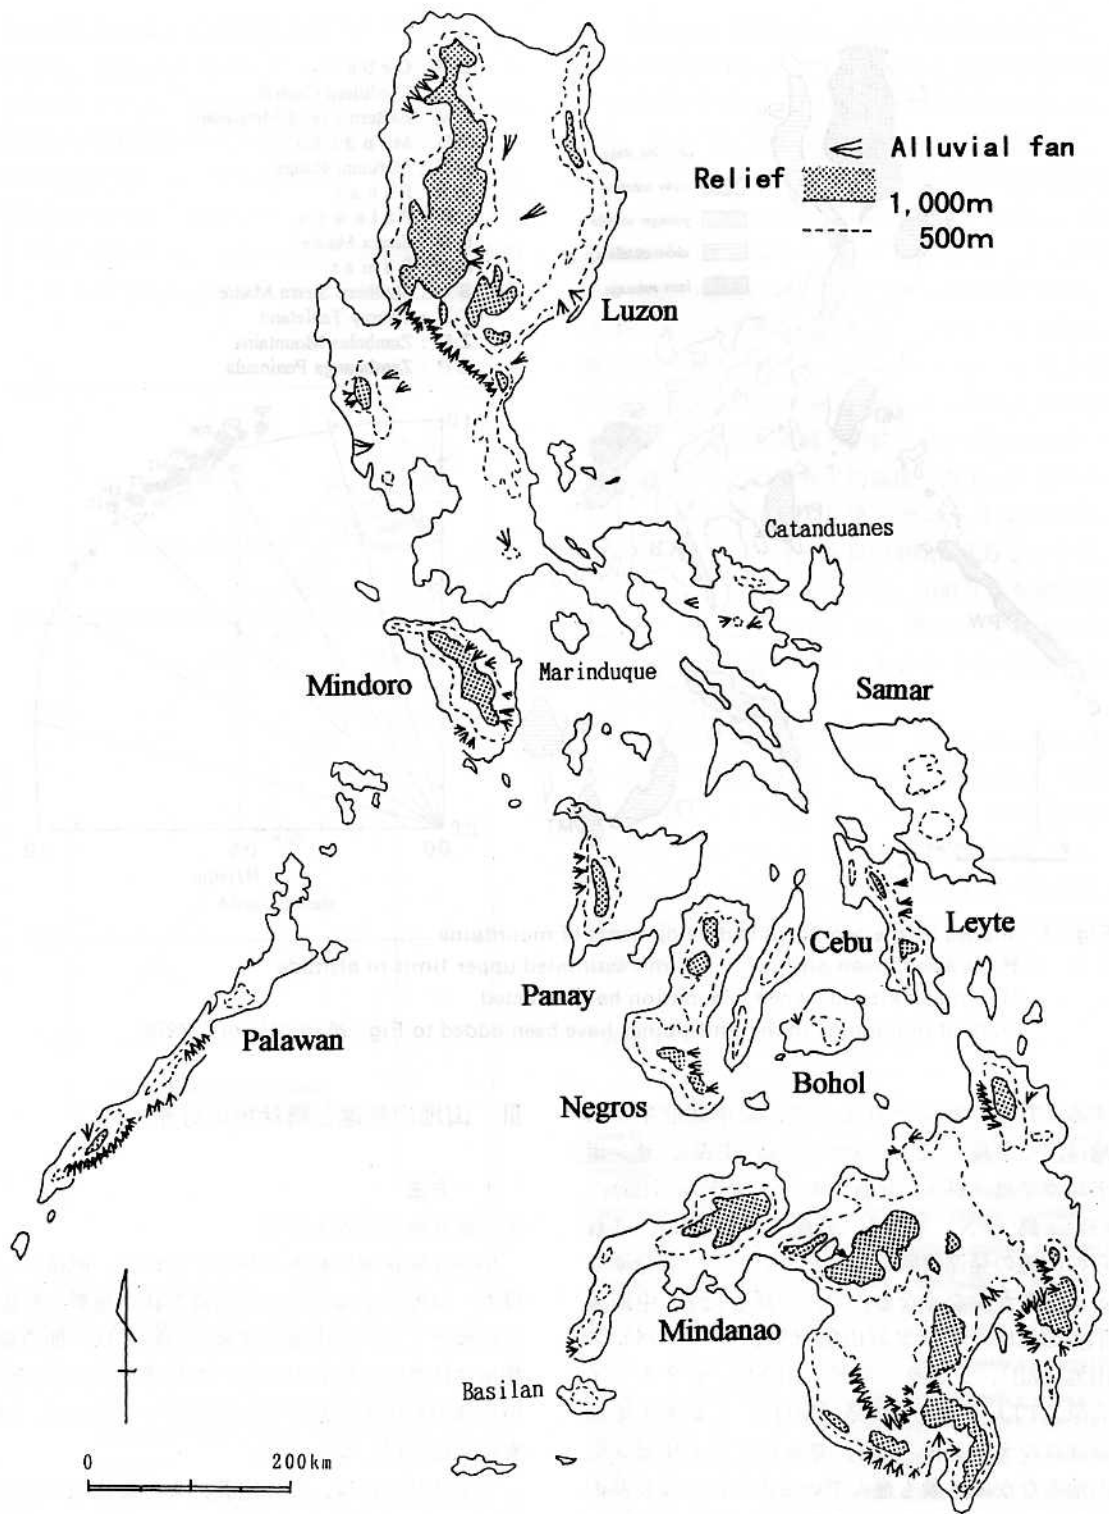 Alluvial fan
Relief
1,000m
500m
Luzon
Catanduanes
Marinduque
Mindoro
Samar
Leyte
Cebu
Panay
Palawan
Bohol
Negros
Mindanao
Basilan
0
200km